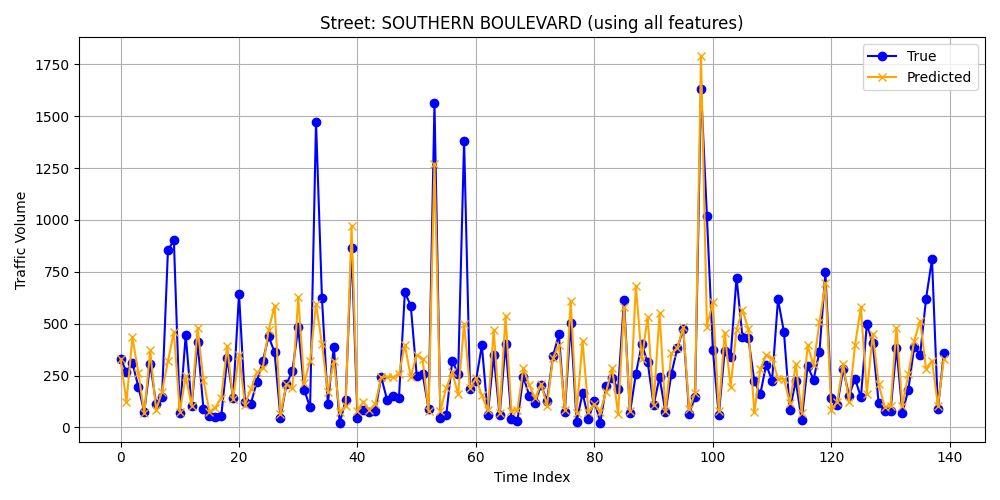 Street: SOUTHERN BOULEVARD (using all features)
True
Predicted
Traffic Volume
1750
1500
1250
1000
750
500
250
0
0 20 40 60 80 100 120 140
Time Index